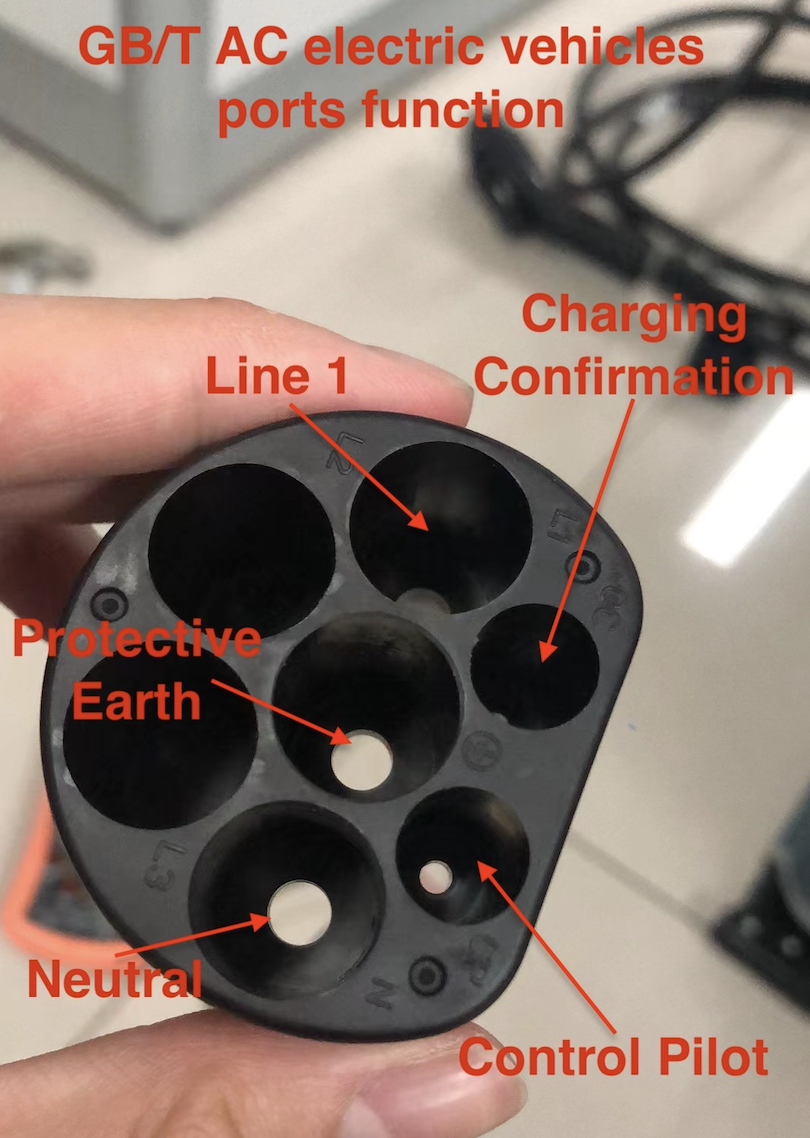 GB/T AC electric vehicles
ports function
Charging
Confirmation
Line 1
L2
L1
CC
Protective
Earth
L3
Neutral
N
CP
Control Pilot